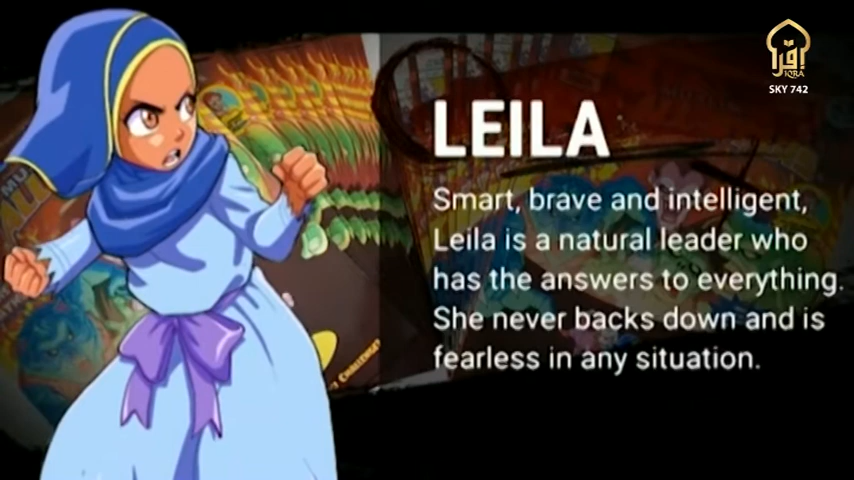 اقرأ
IQRA
SKY 742
LEILA
Smart, brave and intelligent,
Leila is a natural leader who
has the answers to everything.
She never backs down and is
fearless in any situation.
CHALLENGE